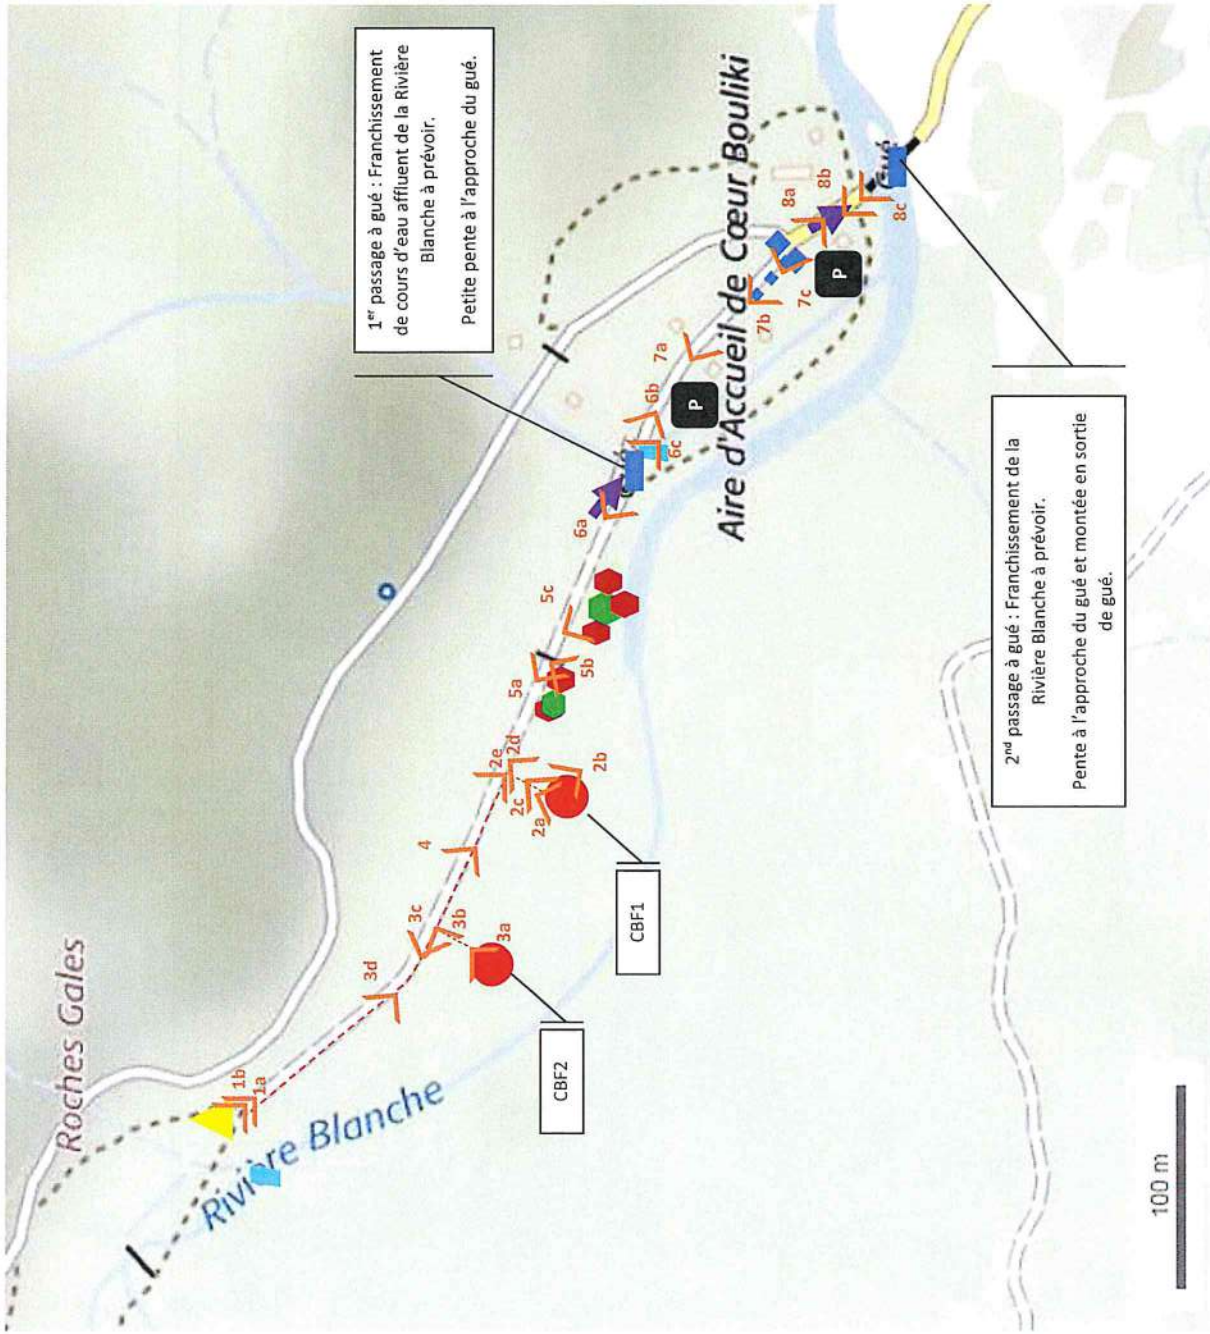 Roches Gales
Rivière Blanche
1er passage à gué : Franchissement
de cours d'eau affluent de la Rivière
Blanche à prévoir.
Petite pente à l'approche du gué.
Aire d'Accueil de Cœur Bouliki
2nd passage à gué : Franchissement de la
Rivière Blanche à prévoir.
Pente à l'approche du gué et montée en sortie
de gué.
CBF2
CBF1
1b
1a
3d
3c
3b
3a
4
2e
2d
2c
2a
2b
5a
5b
5c
6a
6c
6b
7a
7b
7c
8a
8b
8c
P
P
100 m